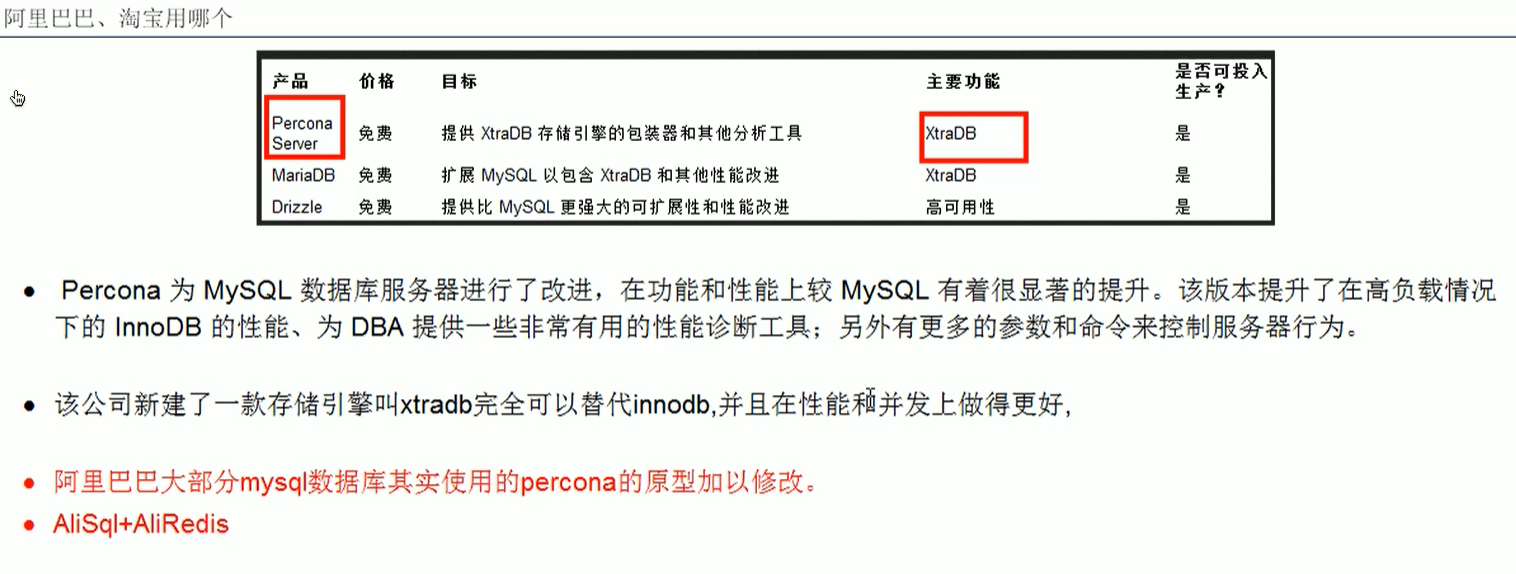 阿里巴巴、淘宝用哪个
产品 价格 目标 主要功能 是否可投入生产？
Percona Server 免费 提供 XtraDB 存储引擎的包装器和其他分析工具 XtraDB 是
MariaDB 免费 扩展 MySQL 以包含 XtraDB 和其他性能改进 XtraDB 是
Drizzle 免费 提供比 MySQL 更强大的可扩展性和性能改进 高可用性 是
● Percona 为 MySQL 数据库服务器进行了改进，在功能和性能上较 MySQL 有着很显著的提升。该版本提升了在高负载情况
下的 InnoDB 的性能、为 DBA 提供一些非常有用的性能诊断工具；另外有更多的参数和命令来控制服务器行为。
● 该公司新建了一款存储引擎叫xtradb完全可以替代innodb,并且在性能和并发上做得更好,
● 阿里巴巴大部分mysql数据库其实使用的percona的原型加以修改。
● AliSql+AliRedis